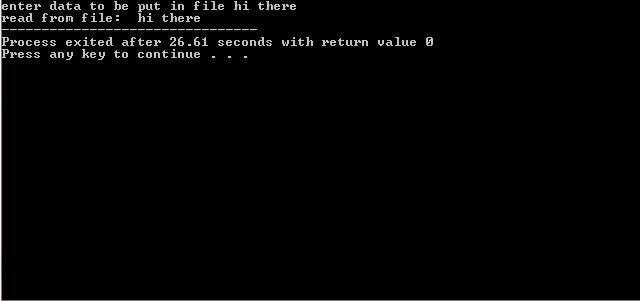 enter data to be put in file hi there
read from file:  hi there
--------------------------------
Process exited after 26.61 seconds with return value 0
Press any key to continue . . .